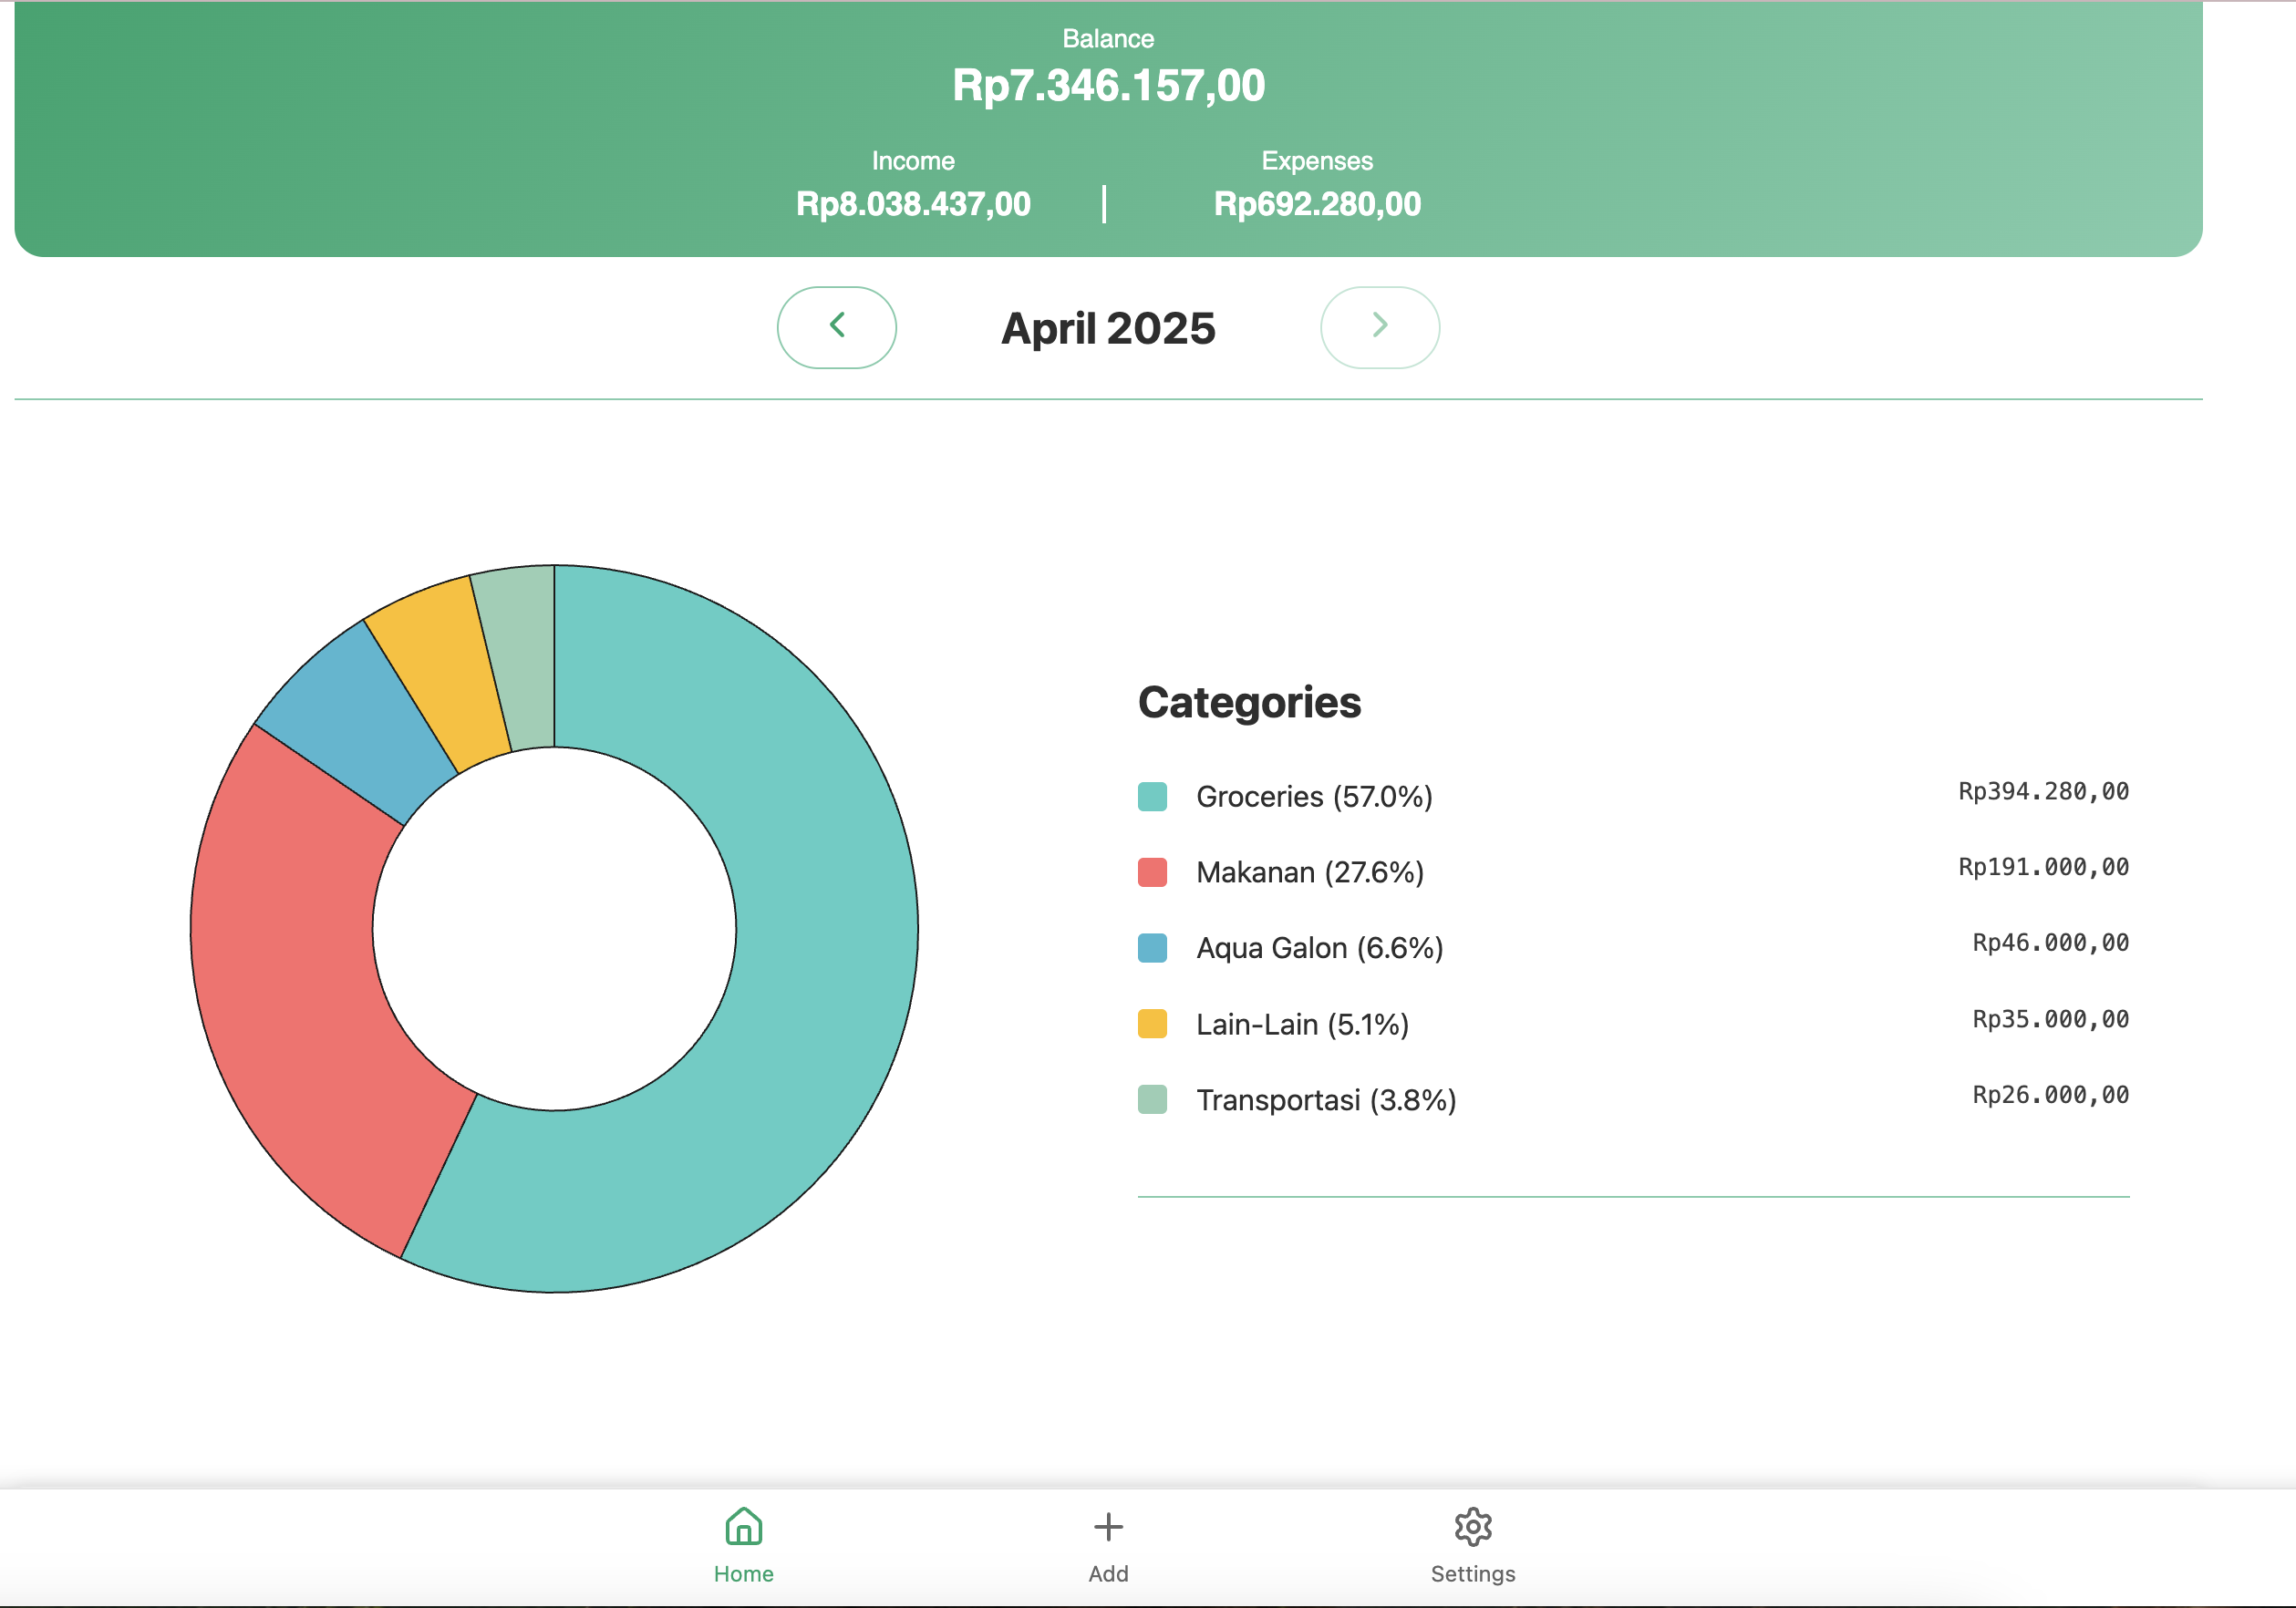 Balance
Rp7.346.157,00
Income Expenses
Rp8.038.437,00 | Rp692.280,00
April 2025
Categories
Groceries (57.0%) Rp394.280,00
Makanan (27.6%) Rp191.000,00
Aqua Galon (6.6%) Rp46.000,00
Lain-Lain (5.1%) Rp35.000,00
Transportasi (3.8%) Rp26.000,00
Home Add Settings